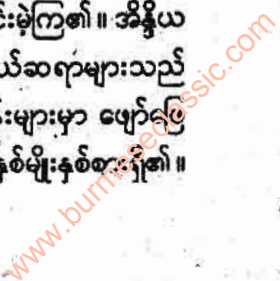 းမဲ့ကြ၏။ အိန္ဒိယ
ယ်ဆရာများသည်
းများမှာ ဖျော်ဖြေ
နှစ်မျိုးနှစ်စားရှိ၏။
www.burmeseclassic.com